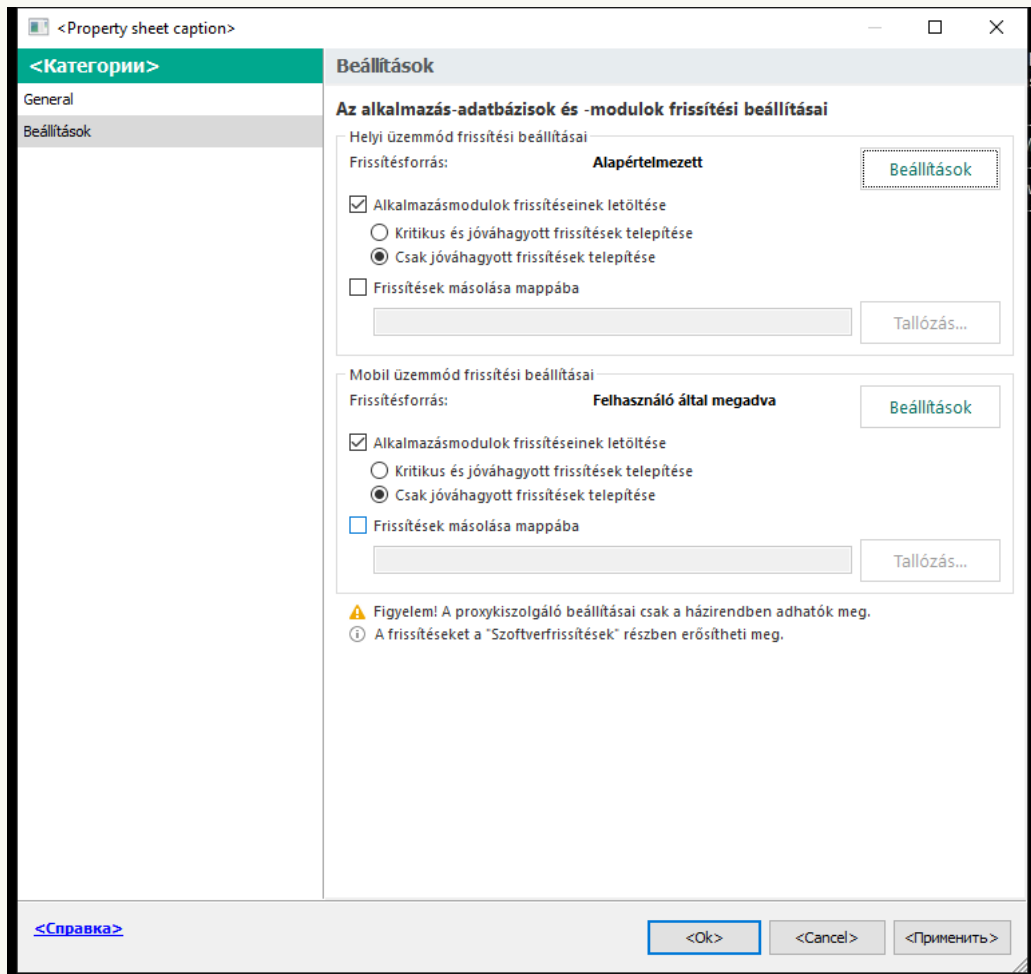 <Property sheet caption>
<Категории>
General
Beállítások
Beállítások
Az alkalmazás-adatbázisok és -modulok frissítési beállításai
Helyi üzemmód frissítési beállításai
Frissítésforrás: Alapértelmezett Beállítások
Alkalmazásmodulok frissítéseinek letöltése
Kritikus és jóváhagyott frissítések telepítése
Csak jóváhagyott frissítések telepítése
Frissítések másolása mappába
Tallózás...
Mobil üzemmód frissítési beállításai
Frissítésforrás: Felhasználó által megadva Beállítások
Alkalmazásmodulok frissítéseinek letöltése
Kritikus és jóváhagyott frissítések telepítése
Csak jóváhagyott frissítések telepítése
Frissítések másolása mappába
Tallózás...
Figyelem! A proxykiszolgáló beállításai csak a házirendben adhatók meg.
A frissítéseket a "Szoftverfrissítések" részben erősítheti meg.
<Справка> <Ok> <Cancel> <Применить>